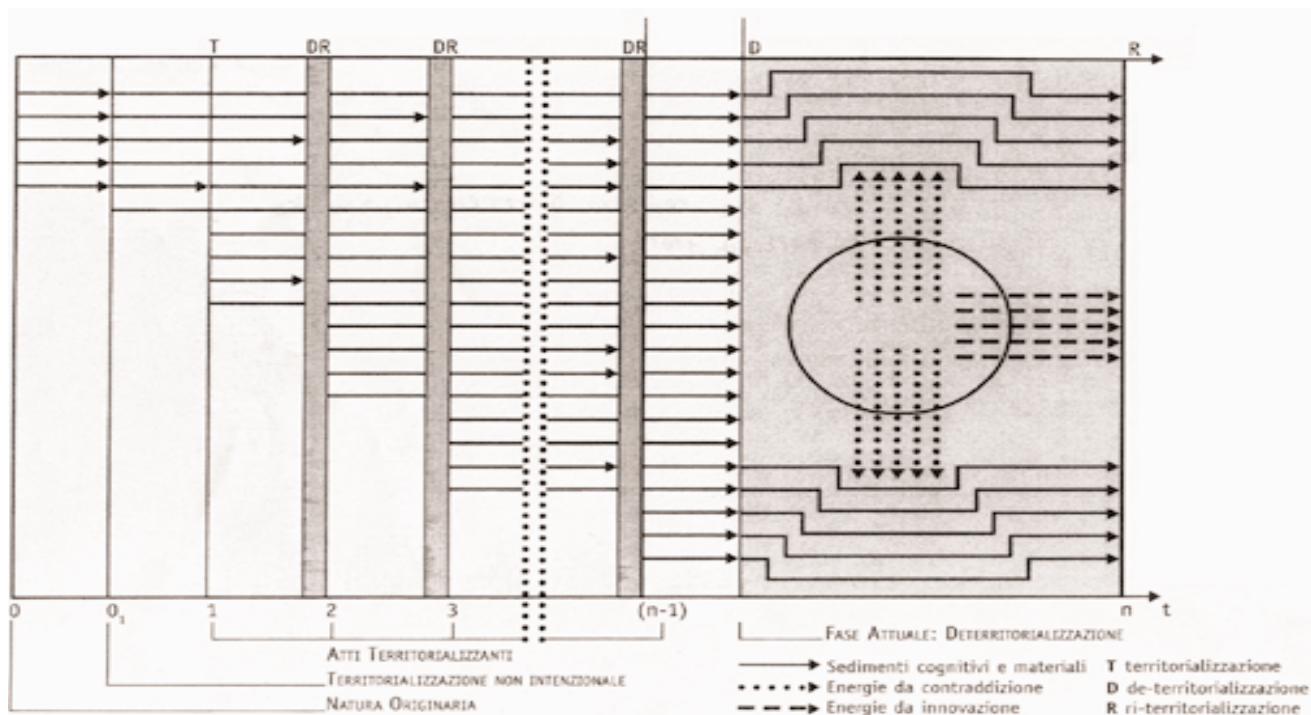 T DR DR DR D R
0 0₁ 1 2 3 (n-1) n t
ATTI TERRITORIALIZZANTI
TERRITORIALIZZAZIONE NON INTENZIONALE
NATURA ORIGINARIA
FASE ATTUALE: DETERRITORIALIZZAZIONE
Sedimenti cognitivi e materiali
Energie da contraddizione
Energie da innovazione
T territorializzazione
D de-territorializzazione
R ri-territorializzazione